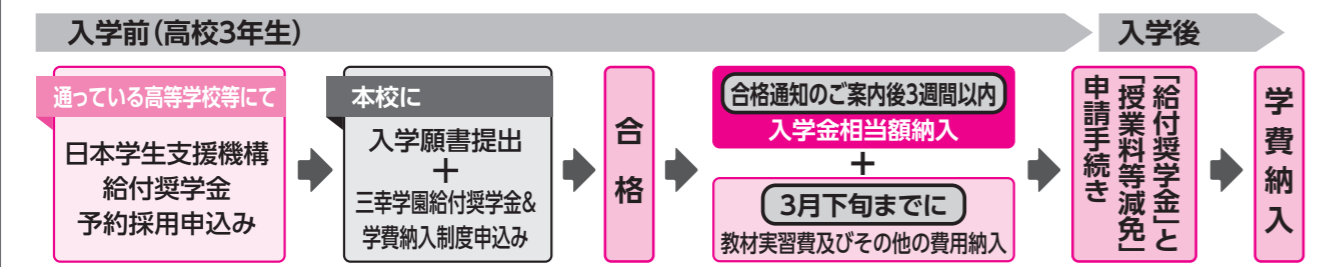 入学前(高校3年生)
入学後
通っている高等学校等にて
日本学生支援機構
給付奨学金
予約採用申込み
本校に
入学願書提出
+
三幸学園給付奨学金&
学費納入制度申込み
合格
合格通知のご案内後3週間以内
入学金相当額納入
+
3月下旬までに
教材実習費及びその他の費用納入
「給付奨学金」と
「授業料等減免」
申請手続き
学費納入